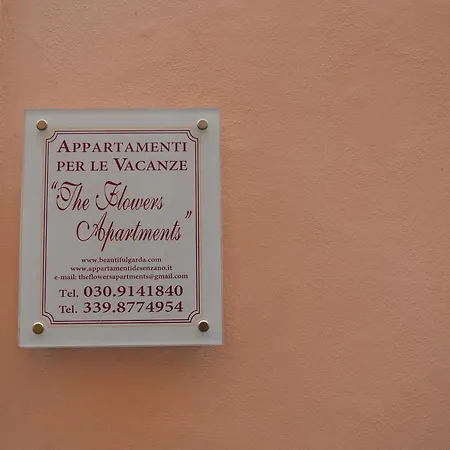 APPARTAMENTI
PER LE VACANZE
"The Flowers
Apartments"
www.beautifulgarda.com
www.appartamentidesenzano.it
e-mail: theflowersapartments@gmail.com
Tel. 030.9141840
Tel. 339.8774954